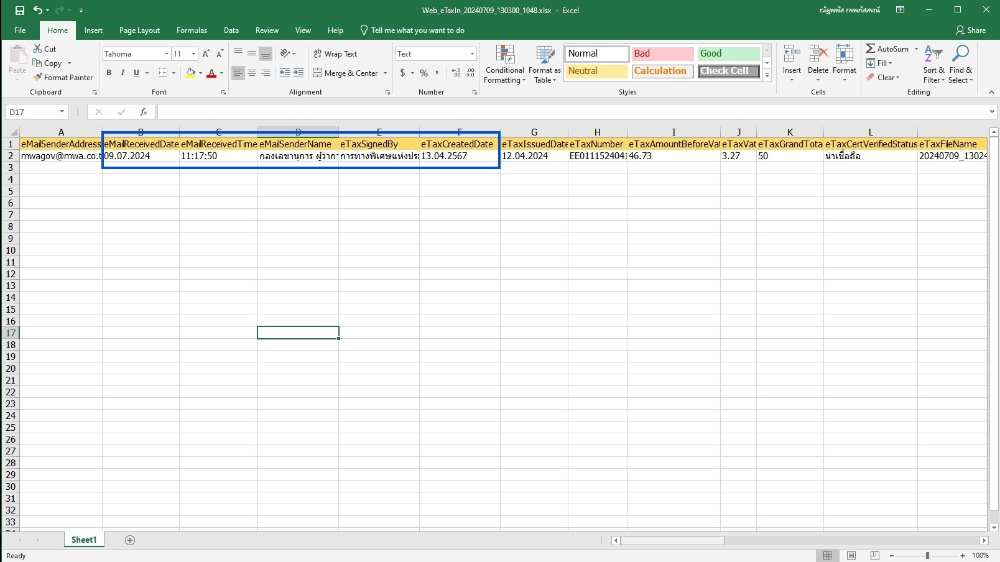 Web_eTaxIn_20240709_130300_1048.xlsx - Excel
ณัฐพพัส ภรพภัสสรณ์
File Home Insert Page Layout Formulas Data Review View Help Tell me what you want to do Share
Paste Cut Copy Format Painter
Tahoma 11
B I U
Wrap Text
Merge & Center
Text
$ % ,
Conditional Formatting
Format as Table
Normal Bad Good
Neutral Calculation Check Cell
Insert Delete Format
AutoSum
Fill
Clear
Sort & Filter
Find & Select
Clipboard Font Alignment Number Styles Cells Editing
D17 fx
A B C D E F G H I J K L
1 eMailSenderAddress eMailReceivedDate eMailReceivedTime eMailSenderName eTaxSignedBy eTaxCreatedDate eTaxIssuedDate eTaxNumber eTaxAmountBeforeVat eTaxVat eTaxGrandTota eTaxCertVerifiedStatus eTaxFileName
2 mwagov@mwa.co.t 09.07.2024 11:17:50 กองเลขานุการ ผู้ว่าก การทางพิเศษแห่งประ 13.04.2567 12.04.2024 EE011152404 46.73 3.27 50 น่าเชื่อถือ 20240709_13024
3
4
5
6
7
8
9
10
11
12
13
14
15
16
17
18
19
20
21
22
23
24
25
26
27
28
29
30
31
32
33
Sheet1
Ready 100%